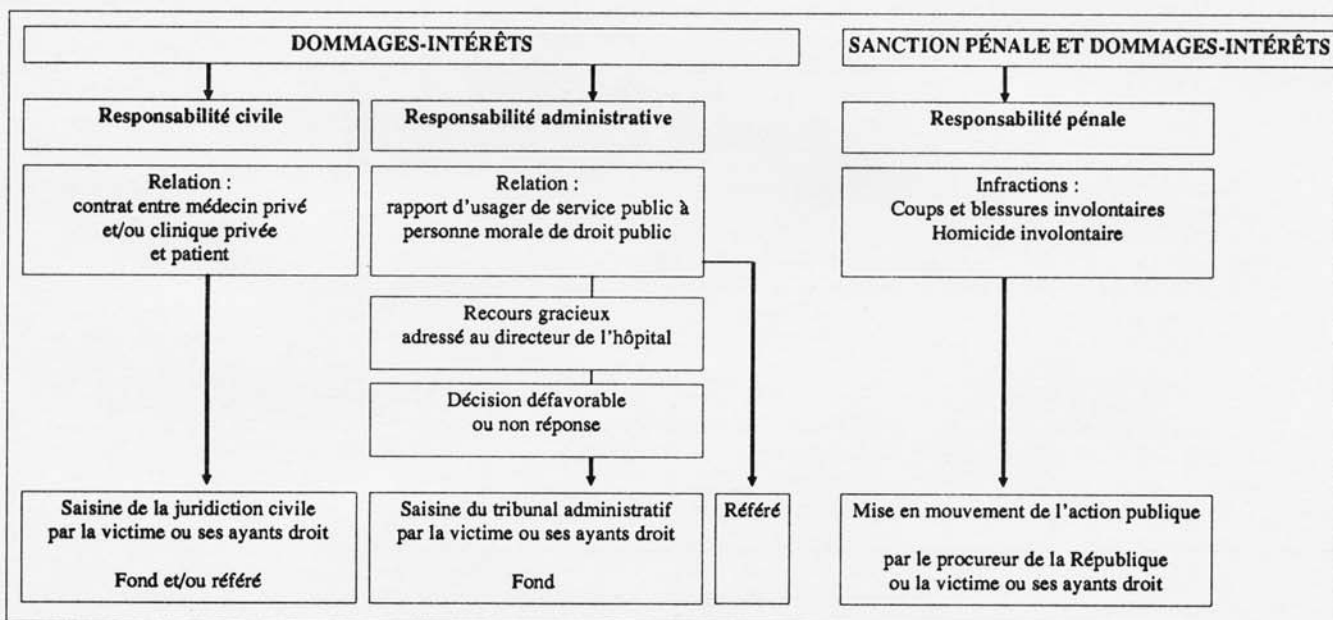 DOMMAGES-INTÉRÊTS
SANCTION PÉNALE ET DOMMAGES-INTÉRÊTS
Responsabilité civile
Responsabilité administrative
Responsabilité pénale
Relation :
contrat entre médecin privé
et/ou clinique privée
et patient
Relation :
rapport d'usager de service public à
personne morale de droit public
Infractions :
Coups et blessures involontaires
Homicide involontaire
Recours gracieux
adressé au directeur de l'hôpital
Décision défavorable
ou non réponse
Saisine de la juridiction civile
par la victime ou ses ayants droit
Fond et/ou référé
Saisine du tribunal administratif
par la victime ou ses ayants droit
Fond
Référé
Mise en mouvement de l'action publique
par le procureur de la République
ou la victime ou ses ayants droit